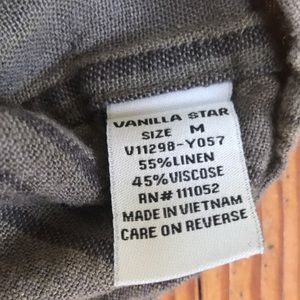 VANILLA STAR
SIZE M
V11298-Y057
55%LINEN
45%VISCOSE
RN# 111052
MADE IN VIETNAM
CARE ON REVERSE